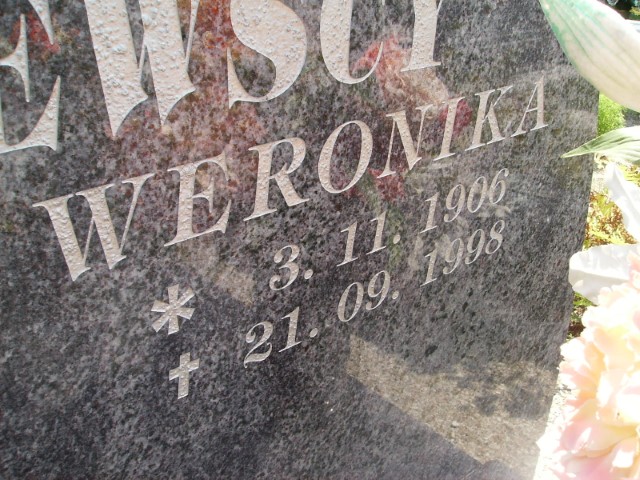 EWSCY
WERONIKA
* 3. 11. 1906
† 21. 09. 1998